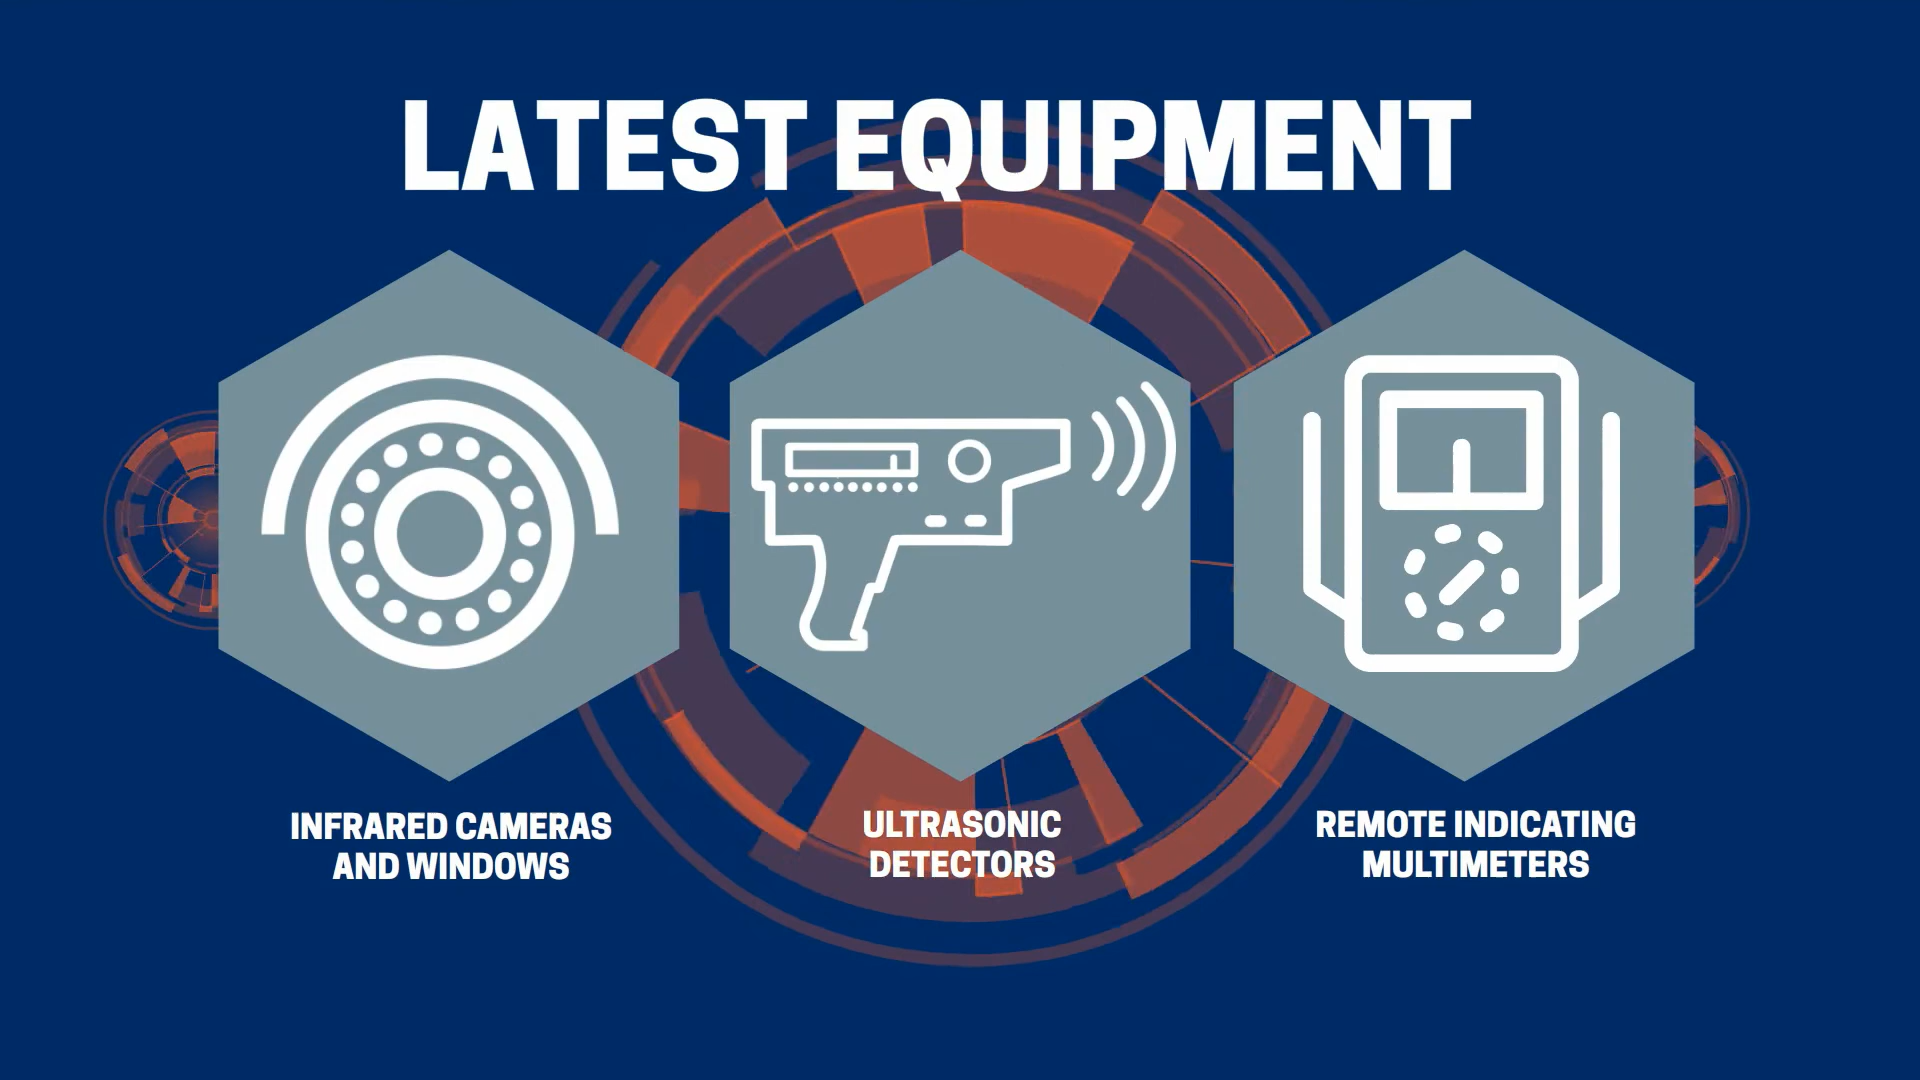 LATEST EQUIPMENT
INFRARED CAMERAS
AND WINDOWS
ULTRASONIC
DETECTORS
REMOTE INDICATING
MULTIMETERS